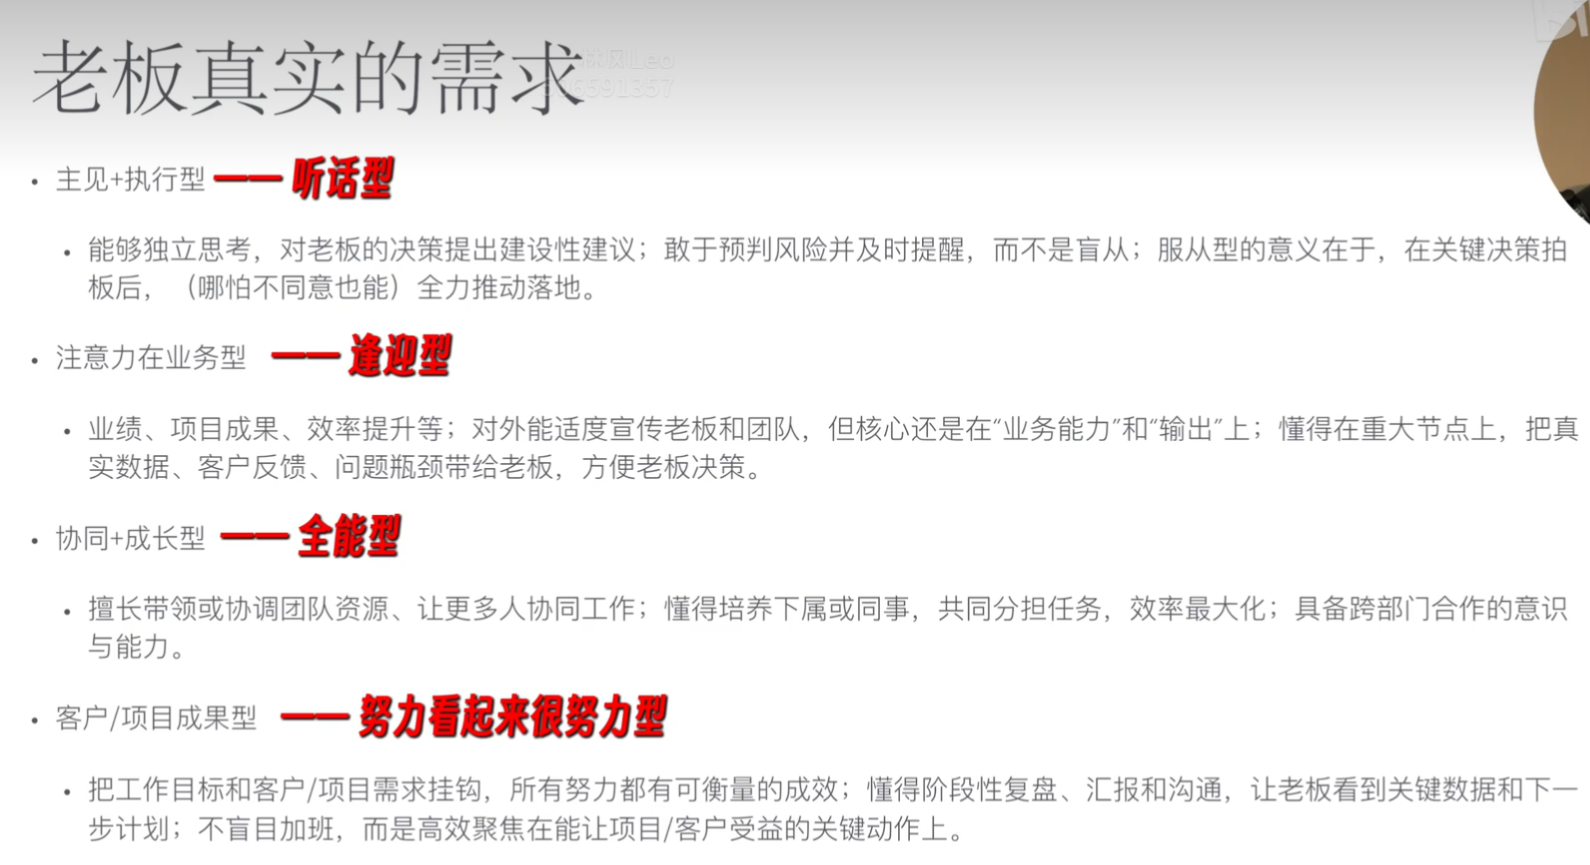 老板真实的需求
林风Leo
• 主见+执行型 —— 听话型
• 能够独立思考，对老板的决策提出建设性建议；敢于预判风险并及时提醒，而不是盲从；服从型的意义在于，在关键决策拍
板后，（哪怕不同意也能）全力推动落地。
• 注意力在业务型 —— 逢迎型
• 业绩、项目成果、效率提升等；对外能适度宣传老板和团队，但核心还是在“业务能力”和“输出”上；懂得在重大节点上，把真
实数据、客户反馈、问题瓶颈带给老板，方便老板决策。
• 协同+成长型 —— 全能型
• 擅长带领或协调团队资源、让更多人协同工作；懂得培养下属或同事，共同分担任务，效率最大化；具备跨部门合作的意识
与能力。
• 客户/项目成果型 —— 努力看起来很努力型
• 把工作目标和客户/项目需求挂钩，所有努力都有可衡量的成效；懂得阶段性复盘、汇报和沟通，让老板看到关键数据和下一
步计划；不盲目加班，而是高效聚焦在能让项目/客户受益的关键动作上。